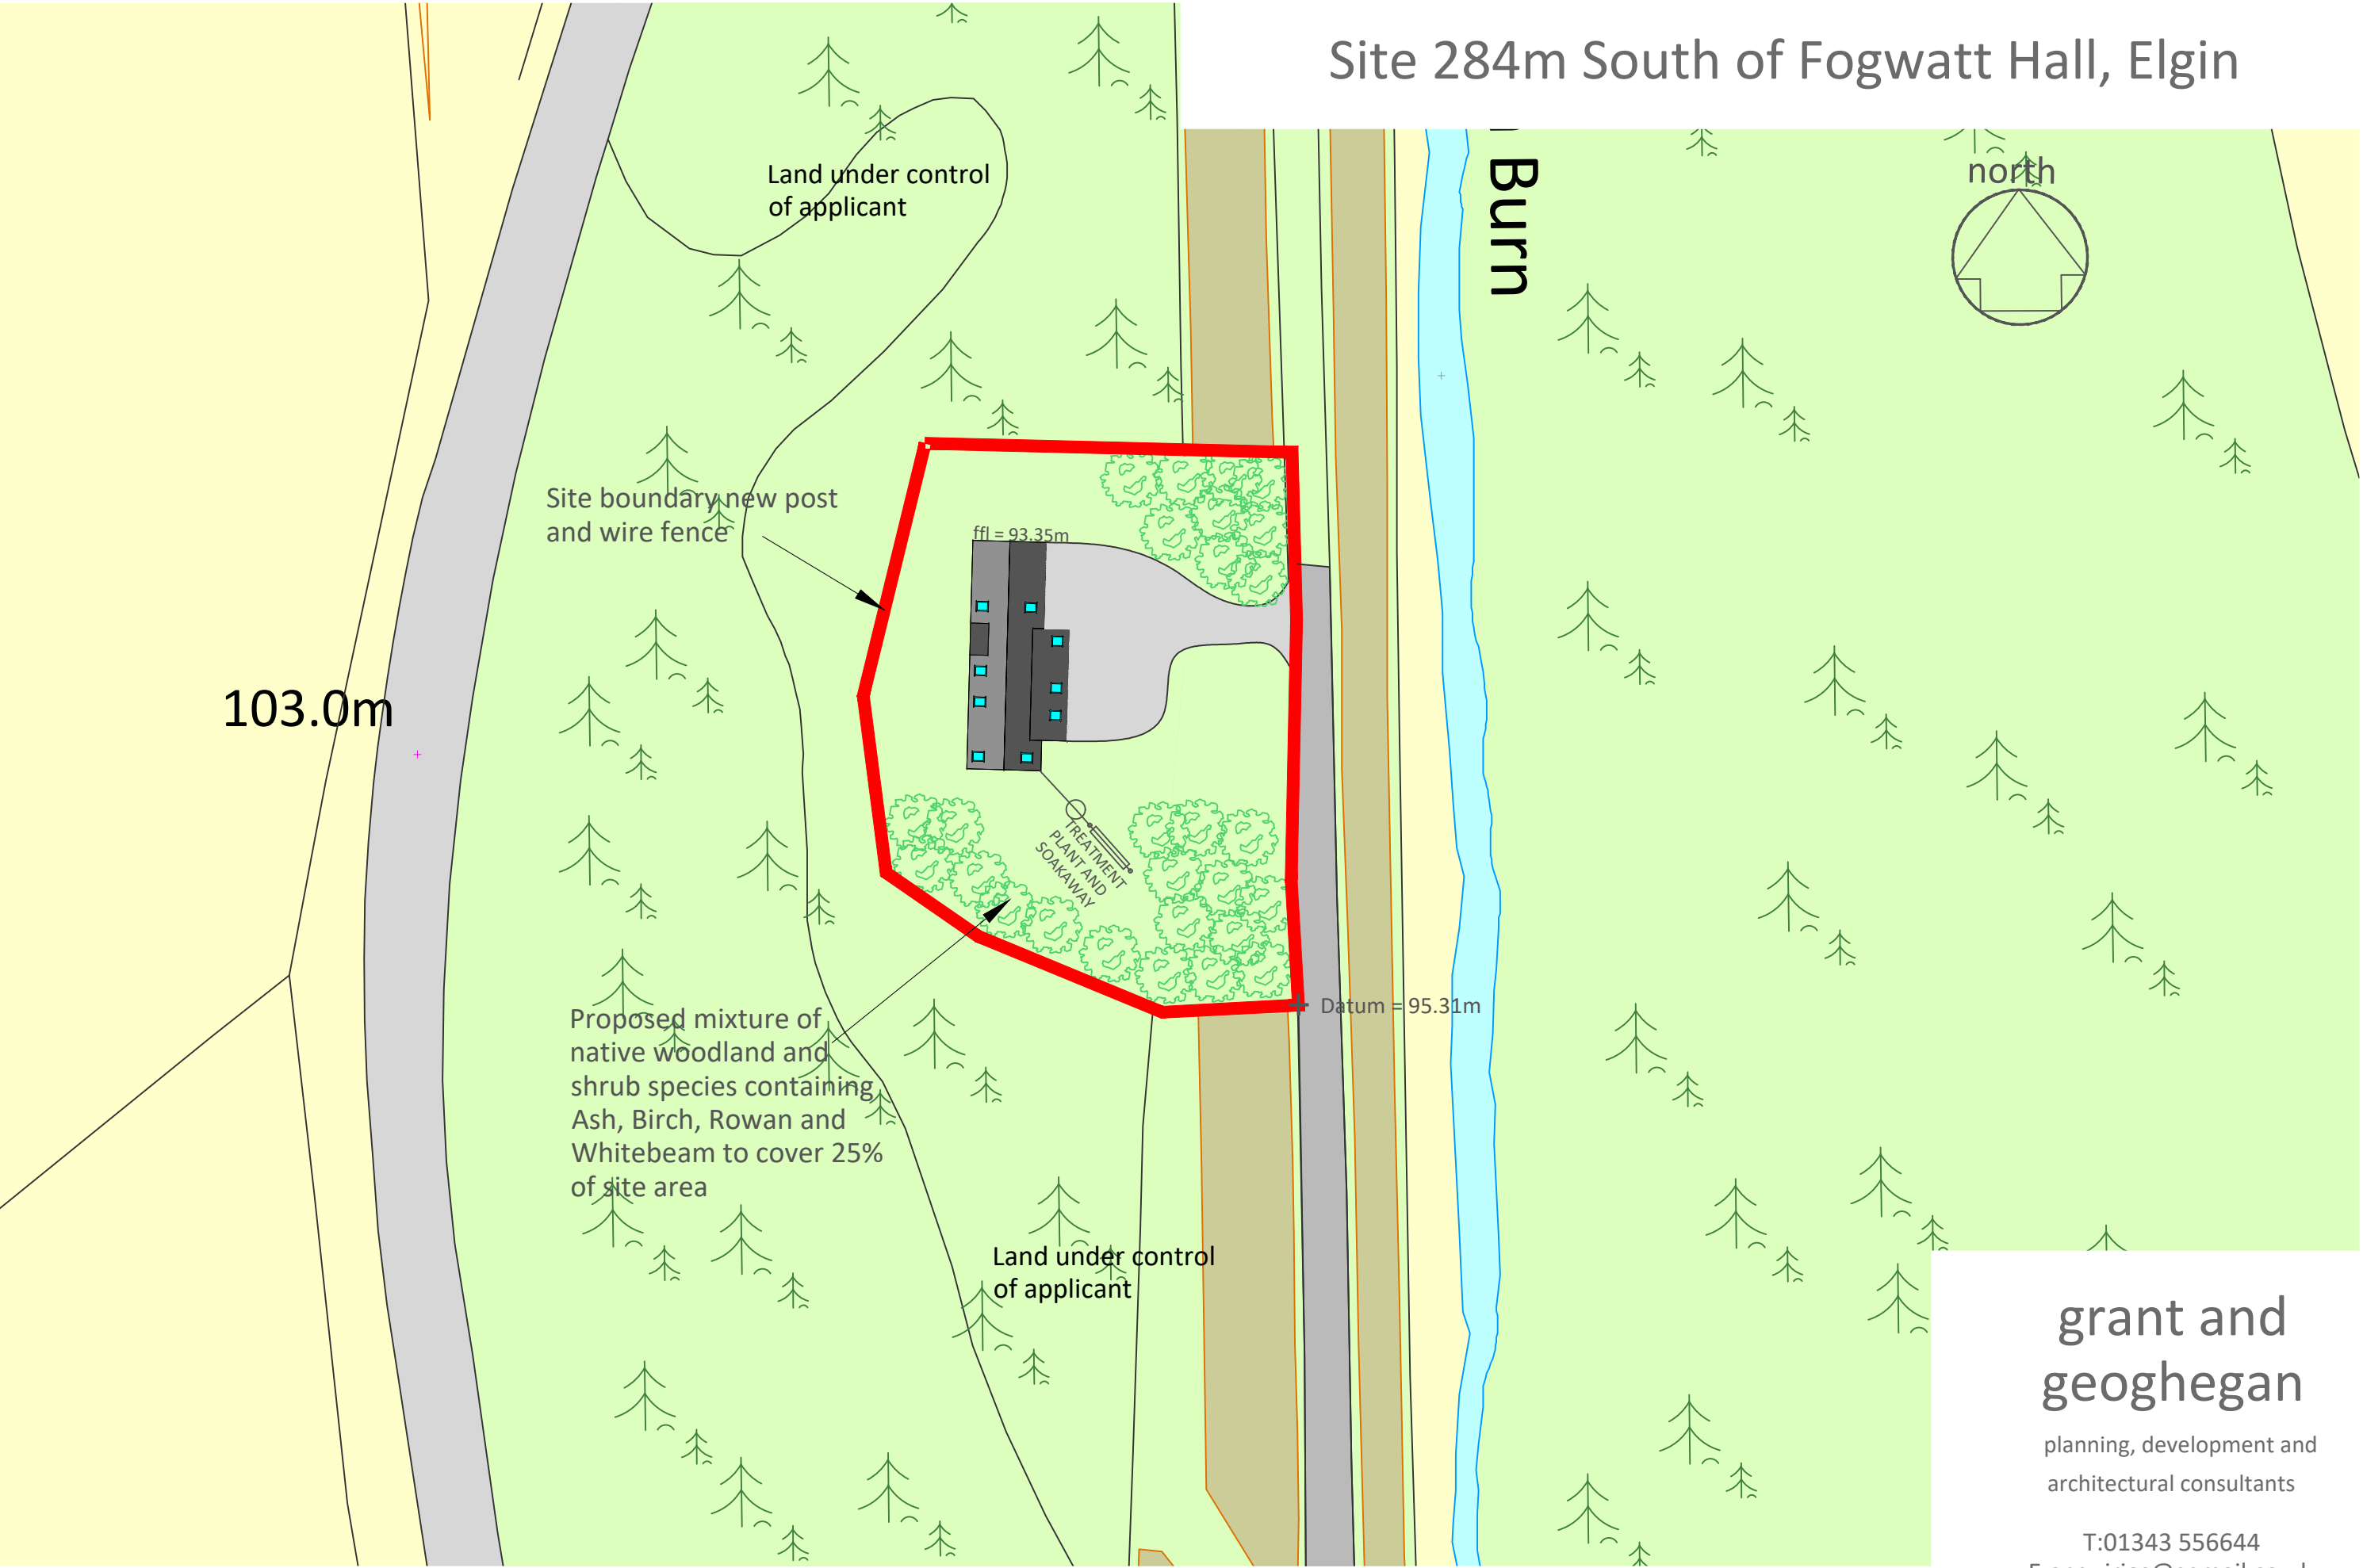 Site 284m South of Fogwatt Hall, Elgin
Burn
north
Land under control
of applicant
Site boundary new post
and wire fence
ffl = 93.35m
103.0m
TREATMENT
PLANT AND
SOAKAWAY
Datum = 95.31m
Proposed mixture of
native woodland and
shrub species containing
Ash, Birch, Rowan and
Whitebeam to cover 25%
of site area
Land under control
of applicant
grant and
geoghegan
planning, development and
architectural consultants
T:01343 556644